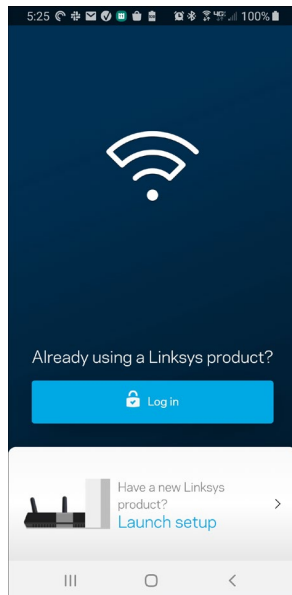 5:25 100%
Already using a Linksys product?
Log in
Have a new Linksys
product?
Launch setup